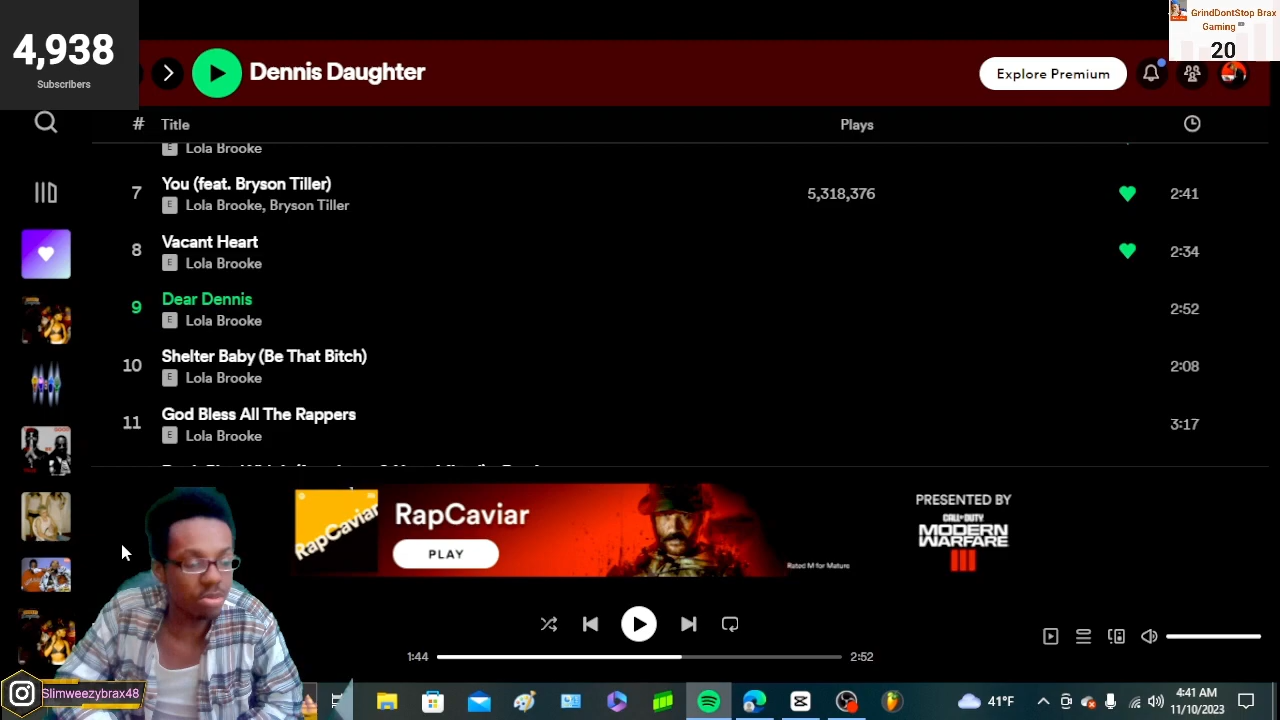 4,938
Subscribers
Dennis Daughter
Explore Premium
GrindDontStop Brax
Gaming
20
# Title Plays
Lola Brooke
7 You (feat. Bryson Tiller) 5,318,376 2:41
E Lola Brooke, Bryson Tiller
8 Vacant Heart 2:34
E Lola Brooke
9 Dear Dennis 2:52
E Lola Brooke
10 Shelter Baby (Be That Bitch) 2:08
E Lola Brooke
11 God Bless All The Rappers 3:17
E Lola Brooke
RapCaviar
RapCaviar
PLAY
Rated M for Mature
PRESENTED BY
CALL OF DUTY
MODERN
WARFARE
III
1:44 2:52
Slimweezybrax48
41°F
4:41 AM
11/10/2023